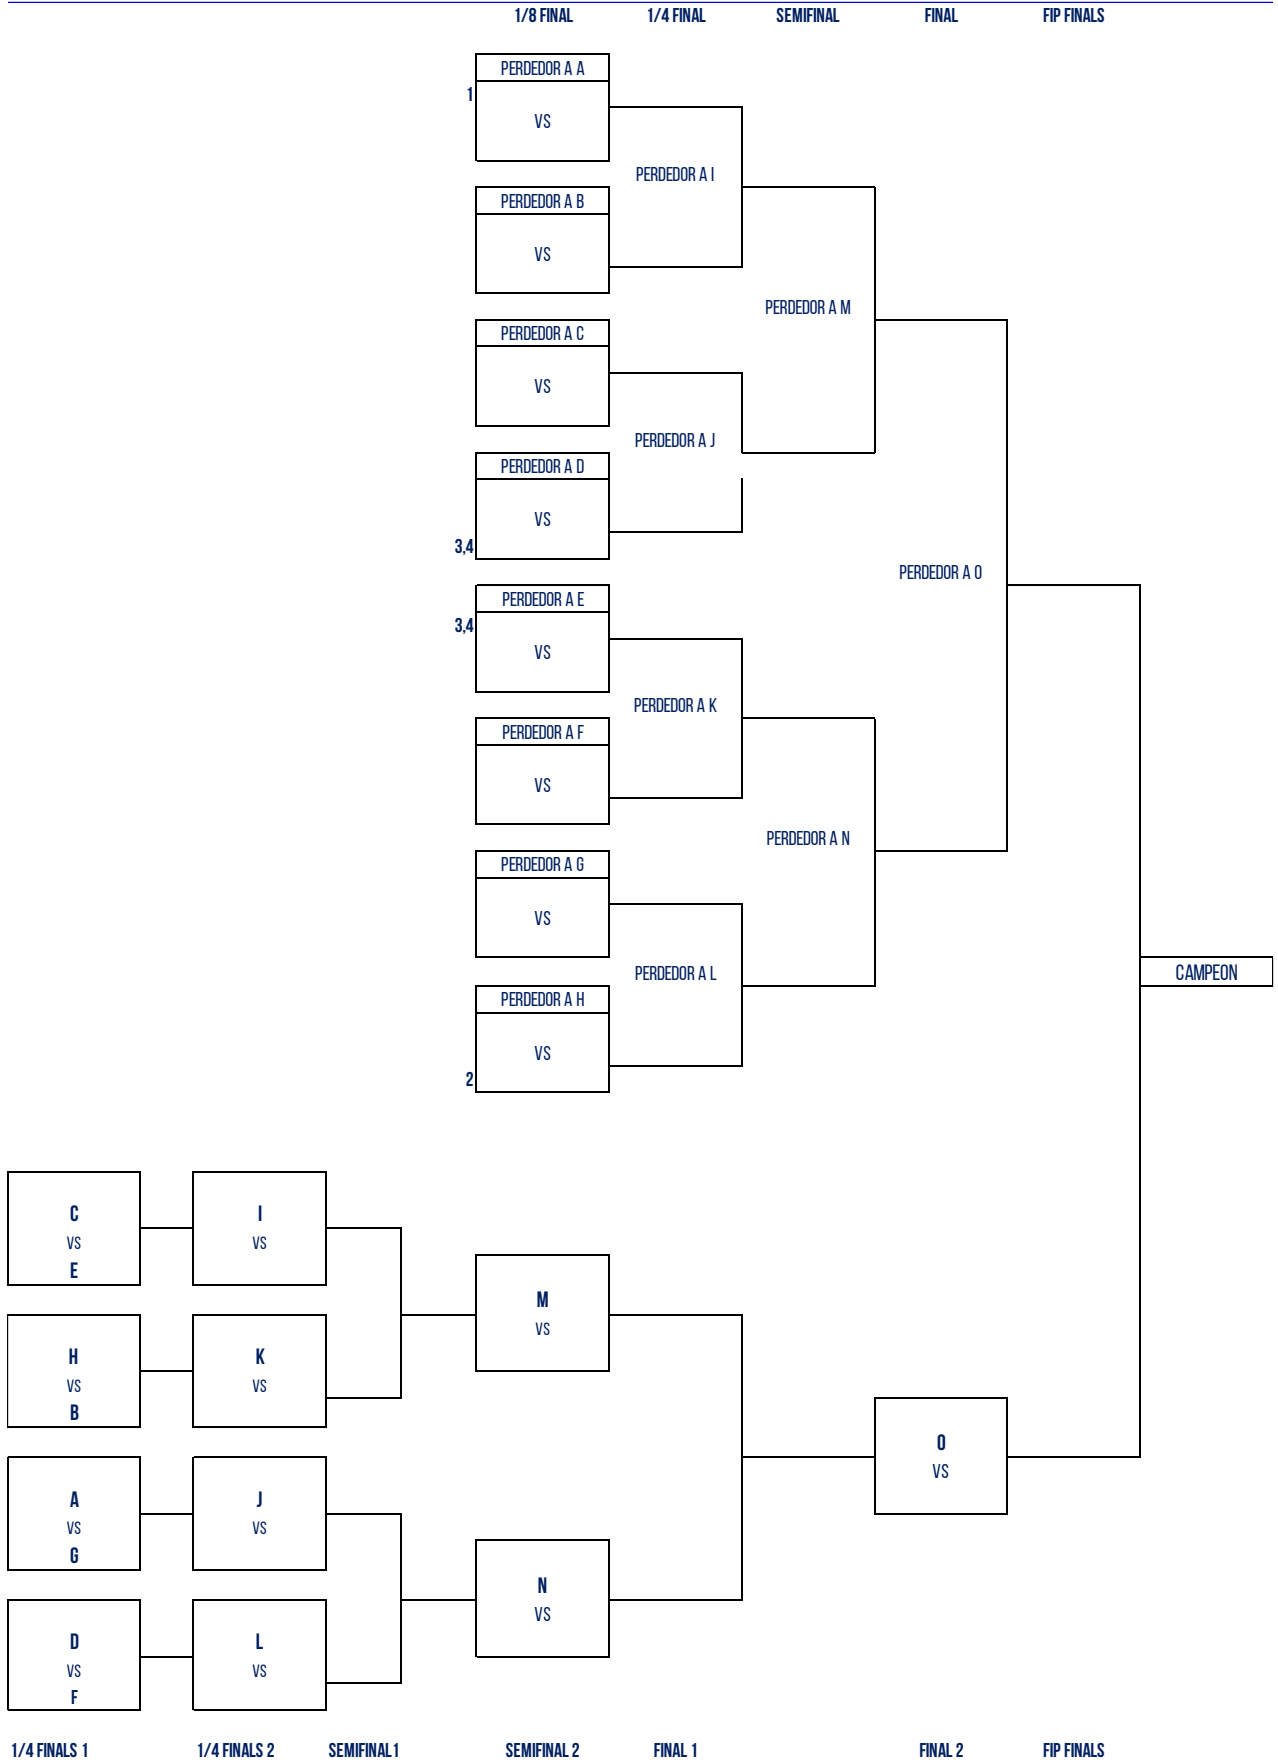 1/8 FINAL 1/4 FINAL SEMIFINAL FINAL FIP FINALS
PERDEDOR A A
1
VS
PERDEDOR A I
PERDEDOR A B
VS
PERDEDOR A M
PERDEDOR A C
VS
PERDEDOR A J
PERDEDOR A D
VS
3,4
PERDEDOR A O
PERDEDOR A E
3,4
VS
PERDEDOR A K
PERDEDOR A F
VS
PERDEDOR A N
PERDEDOR A G
VS
PERDEDOR A L
CAMPEON
PERDEDOR A H
VS
2
C I
VS VS
E
M
VS
H K
VS VS
B
O
VS
A J
VS VS
G
N
VS
D L
VS VS
F
1/4 FINALS 1 1/4 FINALS 2 SEMIFINAL1 SEMIFINAL 2 FINAL 1 FINAL 2 FIP FINALS